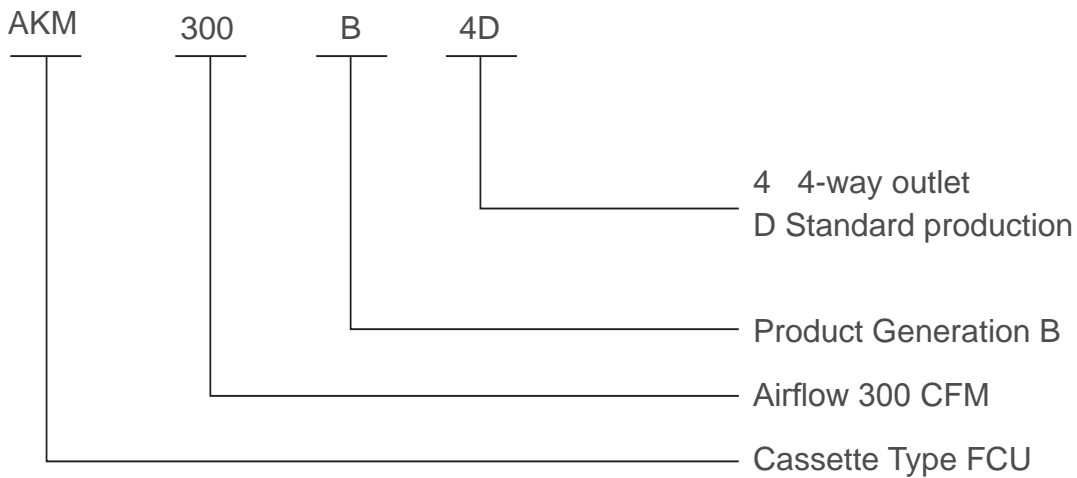 AKM 300 B 4D
4 4-way outlet
D Standard production
Product Generation B
Airflow 300 CFM
Cassette Type FCU